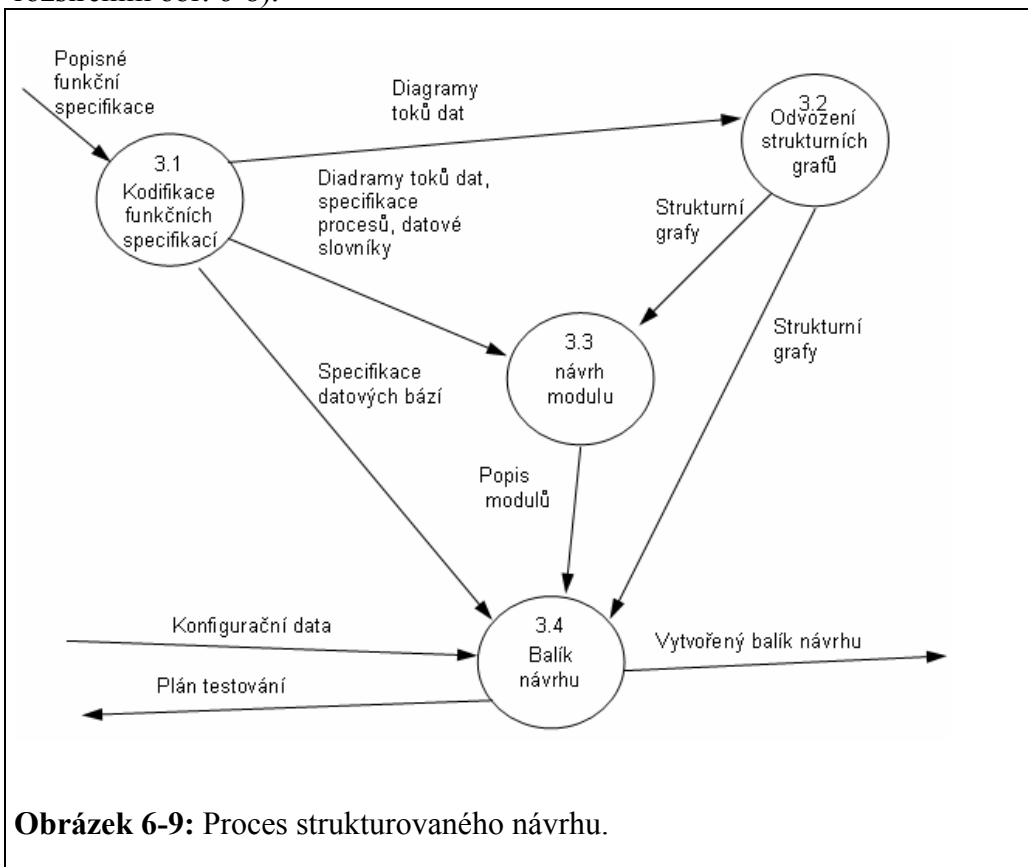 rozšířením obr. 6-8).
Popisné
funkční
specifikace
Diagramy
toků dat
3.2
Odvození
strukturních
grafů
3.1
Kodifikace
funkčních
specifikací
Diadramy toků dat,
specifikace
procesů, datové
slovníky
Strukturní
grafy
3.3
návrh
modulu
Strukturní
grafy
Specifikace
datových bází
Popis
modulů
3.4
Balík
návrhu
Konfigurační data
Vytvořený balík návrhu
Plán testování
Obrázek 6-9: Proces strukturovaného návrhu.